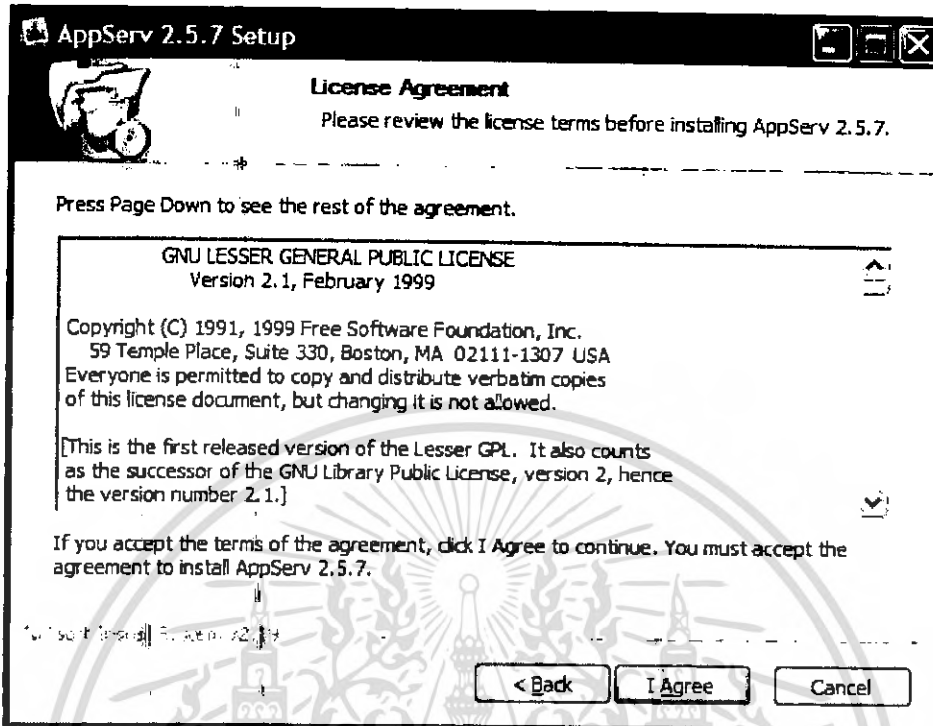 AppServ 2.5.7 Setup
License Agreement
Please review the license terms before installing AppServ 2.5.7.
Press Page Down to see the rest of the agreement.
GNU LESSER GENERAL PUBLIC LICENSE
Version 2.1, February 1999
Copyright (C) 1991, 1999 Free Software Foundation, Inc.
59 Temple Place, Suite 330, Boston, MA 02111-1307 USA
Everyone is permitted to copy and distribute verbatim copies
of this license document, but changing it is not allowed.
[This is the first released version of the Lesser GPL. It also counts
as the successor of the GNU Library Public License, version 2, hence
the version number 2.1.]
If you accept the terms of the agreement, click I Agree to continue. You must accept the
agreement to install AppServ 2.5.7.
< Back
I Agree
Cancel